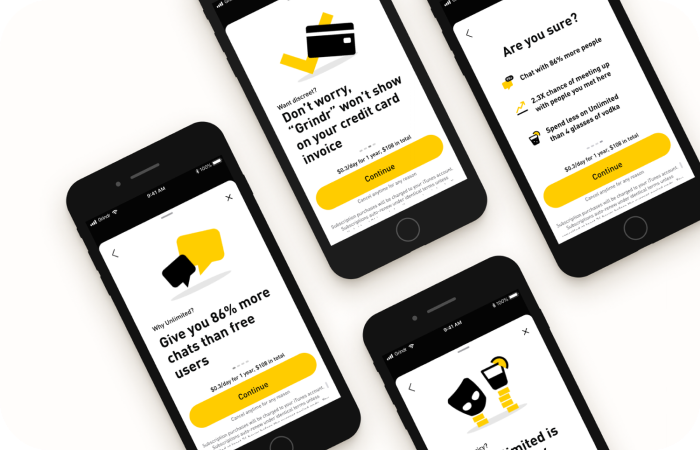 Want discreet?
Don't worry,
"Grindr" won't show
on your credit card
invoice
$0.3/day for 1 year, $108 in total
Continue
Cancel anytime for any reason
Subscription purchases will be charged to your iTunes account.
Subscriptions auto-renew under identical terms unless
Are you sure?
Chat with 86% more people
2.3X chance of meeting up
with people you met here
Spend less on Unlimited
than 4 glasses of vodka
$0.3/day for 1 year, $108 in total
Continue
Cancel anytime for any reason
Subscription purchases will be charged to your iTunes account.
Subscriptions auto-renew under identical terms unless
Grindr
9:41 AM
100%
Why Unlimited?
Give you 86% more
chats than free
users
$0.3/day for 1 year, $108 in total
Continue
Cancel anytime for any reason
Subscription purchases will be charged to your iTunes account.
Subscriptions auto-renew under identical terms unless
Grindr
9:41 AM
100%
limited is